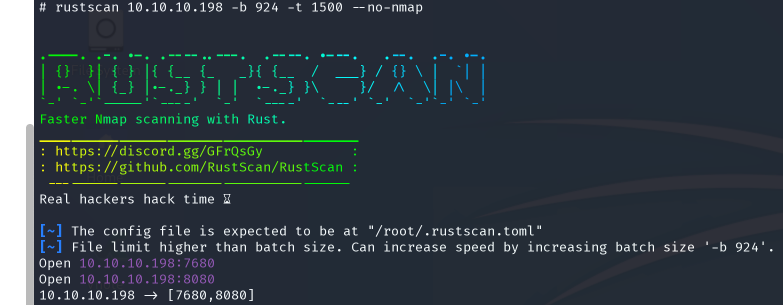 # rustscan 10.10.10.198 -b 924 -t 1500 --no-nmap
RUSTSCAN
Faster Nmap scanning with Rust.
: https://discord.gg/GFrQsGy :
: https://github.com/RustScan/RustScan :
Real hackers hack time ⌛
[~] The config file is expected to be at "/root/.rustscan.toml"
[~] File limit higher than batch size. Can increase speed by increasing batch size '-b 924'.
Open 10.10.10.198:7680
Open 10.10.10.198:8080
10.10.10.198 → [7680,8080]